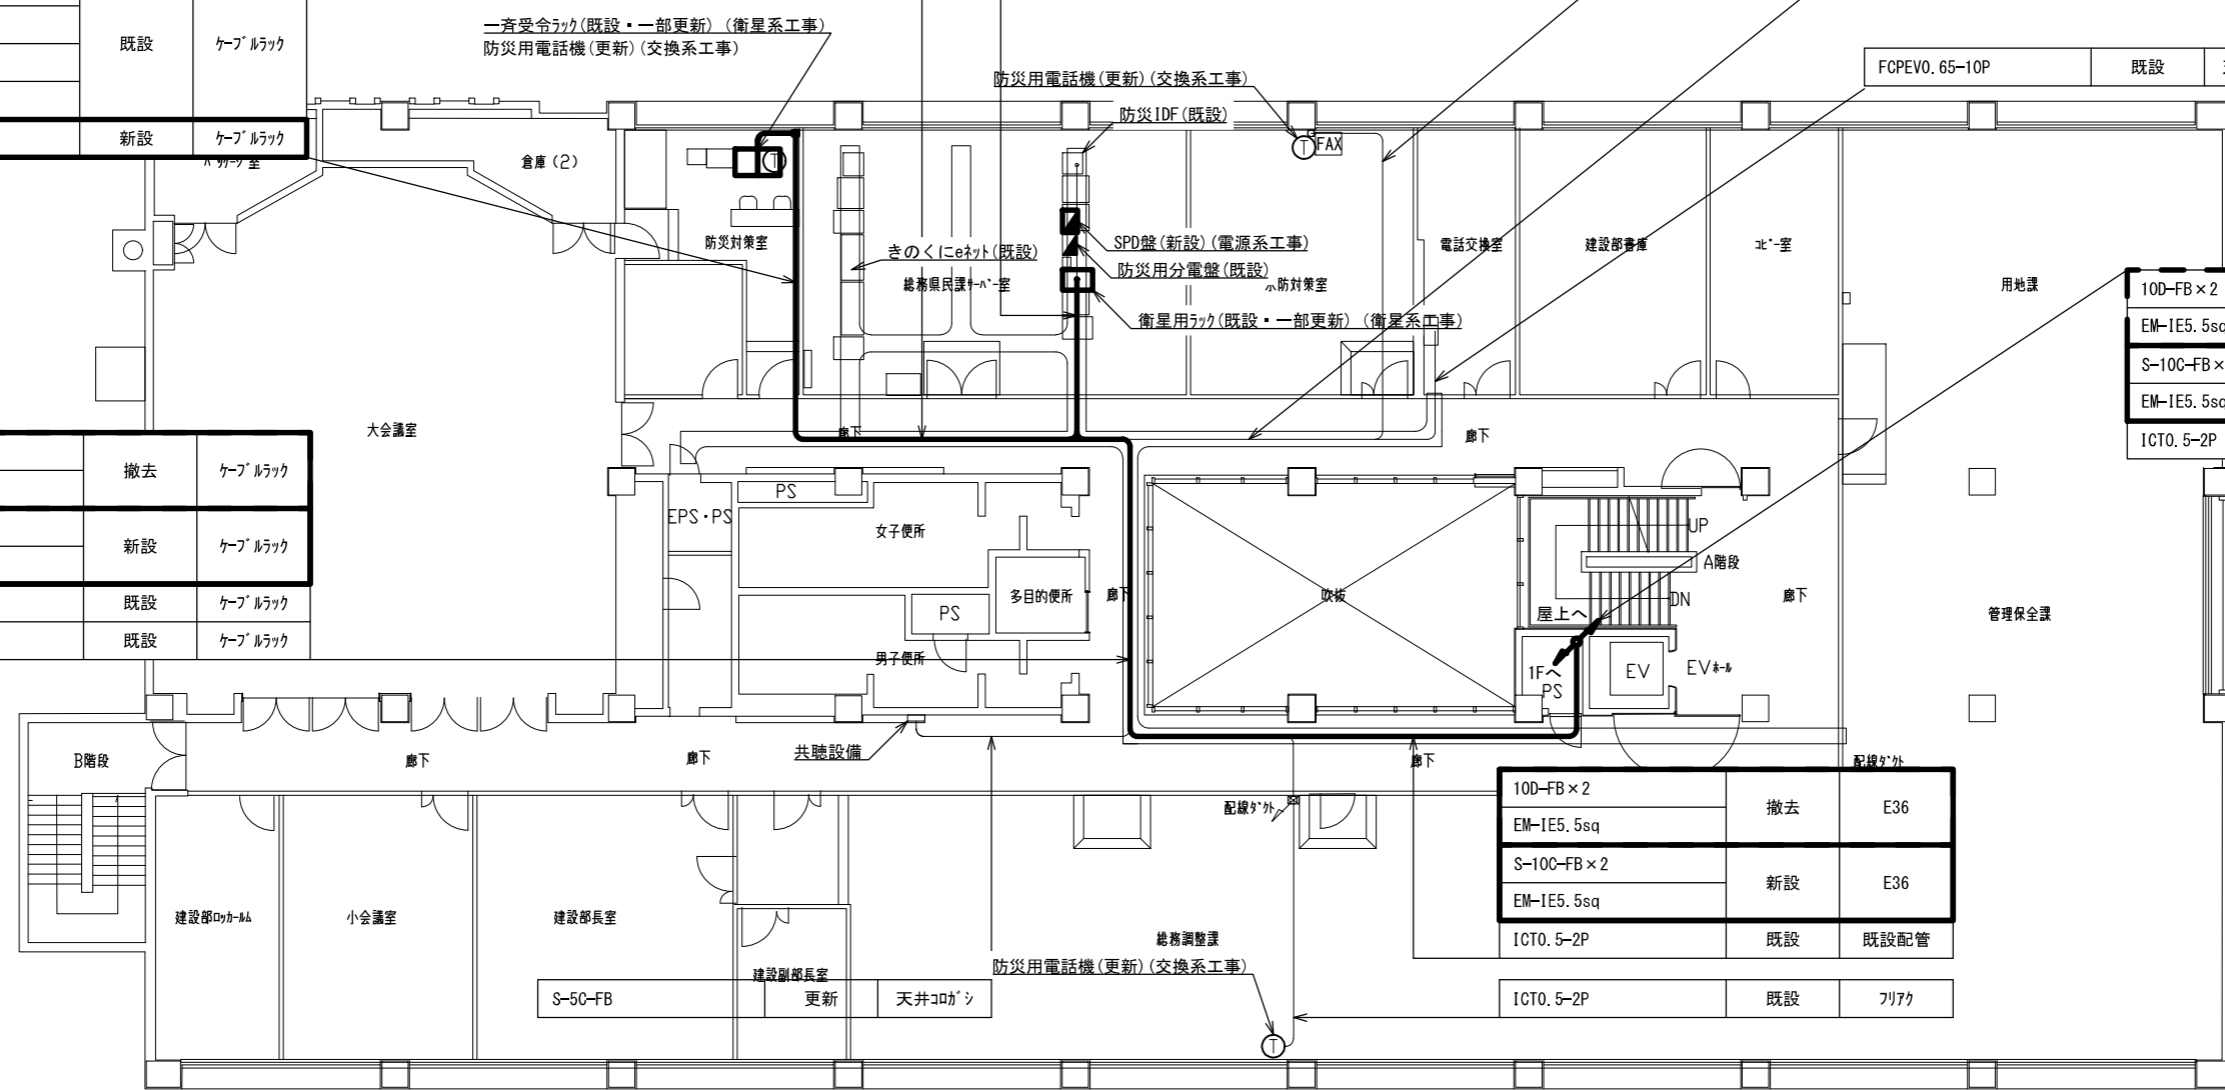 既設 ケーブルラック
新設 ケーブルラック
一斉受令ラック(既設・一部更新)(衛星系工事)
防災用電話機(更新)(交換系工事)
防災用電話機(更新)(交換系工事)
FCPEV0.65-10P 既設
防災IDF(既設)
T
T FAX
倉庫(2)
防災対策室
きのくにeネット(既設)
総務県民課サーバー室
SPD盤(新設)(電源系工事)
防災用分電盤(既設)
衛星用ラック(既設・一部更新)(衛星系工事)
電話交換室
建設部書庫
コピー室
用地課
10D-FB×2
EM-IE5.5sq
S-10C-FB×
EM-IE5.5sq
ICT0.5-2P
大会議室
廊下
廊下
撤去 ケーブルラック
新設 ケーブルラック
既設 ケーブルラック
既設 ケーブルラック
PS
EPS・PS
女子便所
多目的便所
PS
男子便所
廊下
吹抜
UP
A階段
DN
屋上へ
1Fへ
PS
EV
EVホール
廊下
管理保全課
共聴設備
B階段
廊下
廊下
廊下
配線ダクト
配線ダクト
10D-FB×2 撤去 E36
EM-IE5.5sq
S-10C-FB×2 新設 E36
EM-IE5.5sq
ICT0.5-2P 既設 既設配管
建設部ロッカールーム
小会議室
建設部長室
建設副部長室
総務調整課
防災用電話機(更新)(交換系工事)
S-5C-FB 更新 天井コロガシ
ICT0.5-2P 既設 フリアク
T